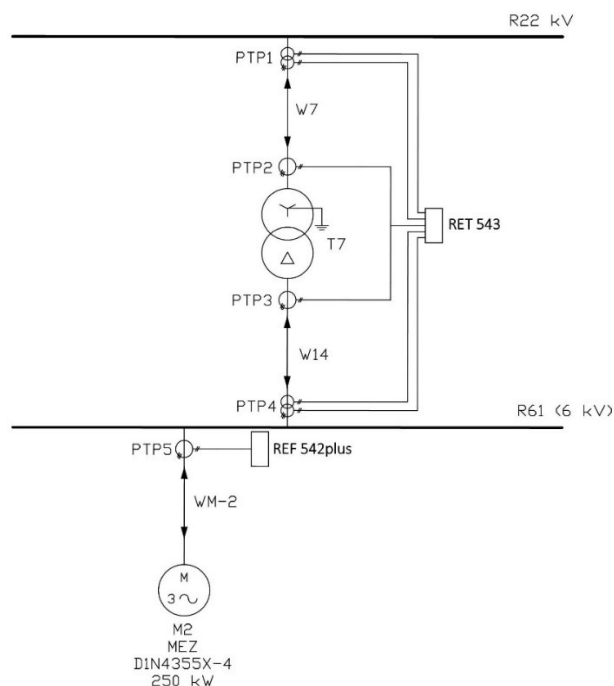 R22 kV
PTP1
W7
PTP2
RET 543
T7
PTP3
W14
PTP4
R61 (6 kV)
PTP5
REF 542plus
WM-2
M
3
M2
MEZ
D1N4355X-4
250 kW